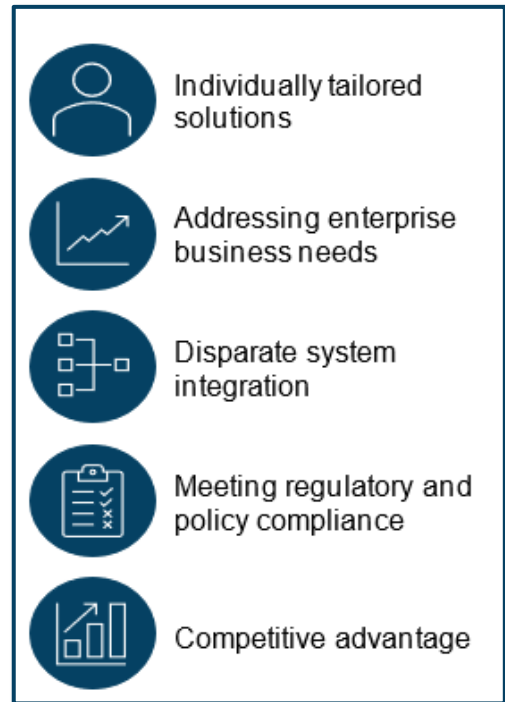 Individually tailored
solutions
Addressing enterprise
business needs
Disparate system
integration
Meeting regulatory and
policy compliance
Competitive advantage